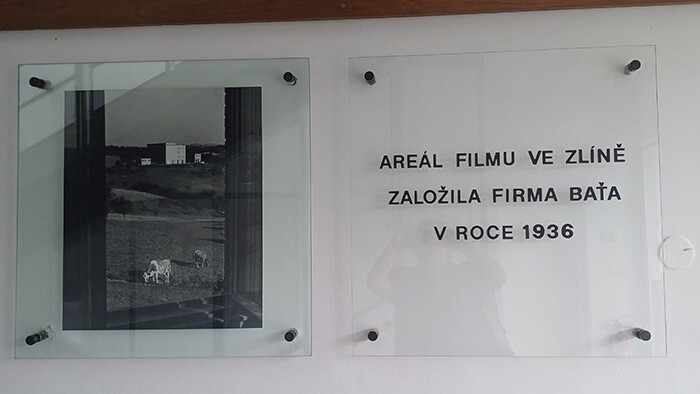 AREÁL FILMU VE ZLÍNĚ
ZALOŽILA FIRMA BAŤA
V ROCE 1936